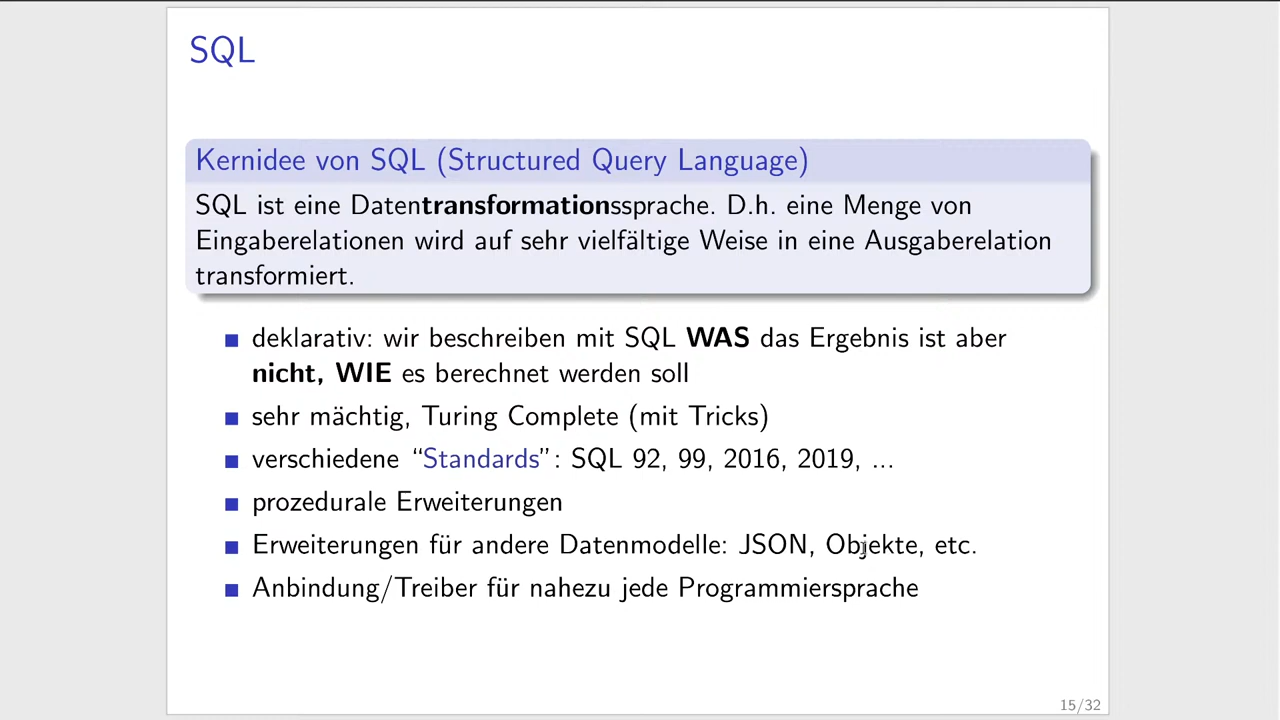 SQL
Kernidee von SQL (Structured Query Language)
SQL ist eine Datentransformationssprache. D.h. eine Menge von
Eingaberelationen wird auf sehr vielfältige Weise in eine Ausgaberelation
transformiert.
deklarativ: wir beschreiben mit SQL WAS das Ergebnis ist aber
nicht, WIE es berechnet werden soll
sehr mächtig, Turing Complete (mit Tricks)
verschiedene “Standards”: SQL 92, 99, 2016, 2019, ...
prozedurale Erweiterungen
Erweiterungen für andere Datenmodelle: JSON, Objekte, etc.
Anbindung/Treiber für nahezu jede Programmiersprache
15/32